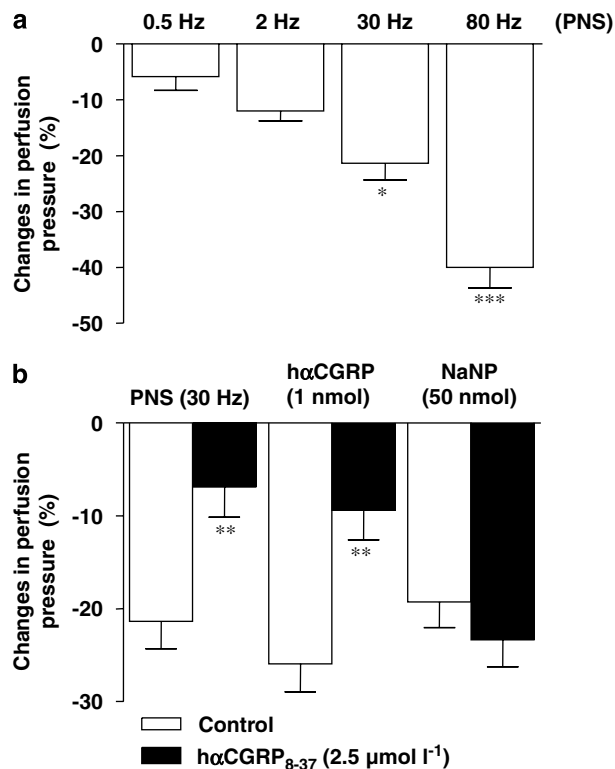 a
0.5 Hz 2 Hz 30 Hz 80 Hz (PNS)
Changes in perfusion
pressure (%)
0
-10
-20
-30
-40
-50
*
***
b
PNS (30 Hz) hαCGRP (1 nmol) NaNP (50 nmol)
Changes in perfusion
pressure (%)
0
-10
-20
-30
**
**
Control
hαCGRP₈₋₃₇ (2.5 µmol l⁻¹)